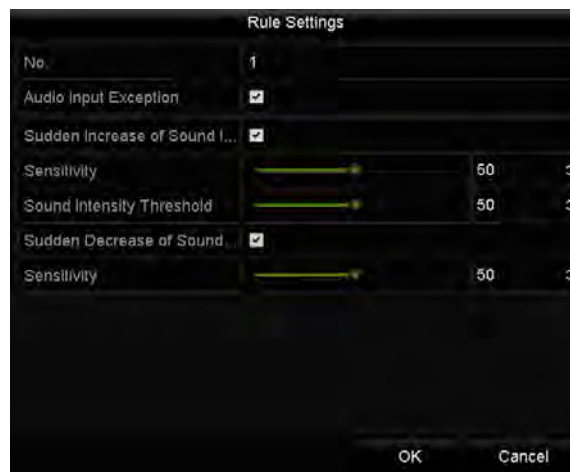 Rule Settings
No. 1
Audio Input Exception
Sudden Increase of Sound I...
Sensitivity 50
Sound Intensity Threshold 50
Sudden Decrease of Sound...
Sensitivity 50
OK Cancel